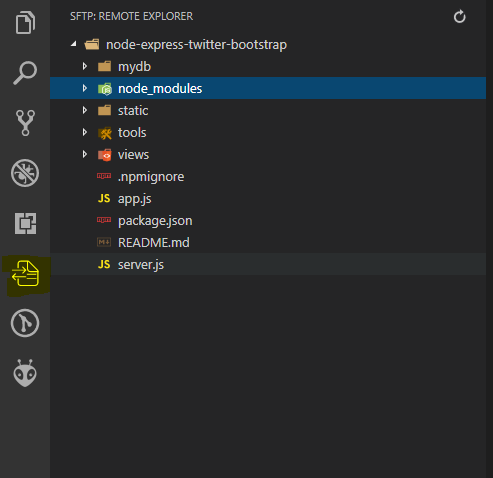 SFTP: REMOTE EXPLORER
node-express-twitter-bootstrap
mydb
node_modules
static
tools
views
.npmignore
JS app.js
package.json
M↓ README.md
JS server.js